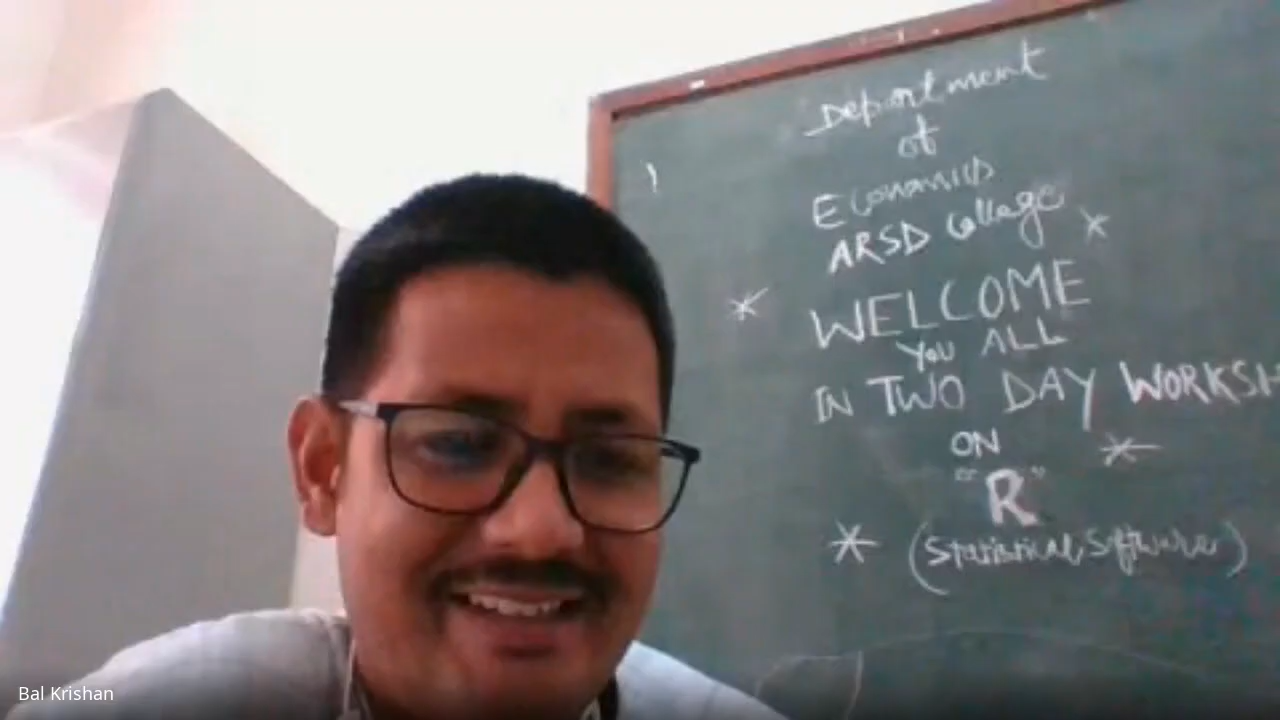 Department
of
Economics
ARSD College
WELCOME
You ALL
IN TWO DAY WORKSH
ON
"R"
(Statistical Software)
Bal Krishan